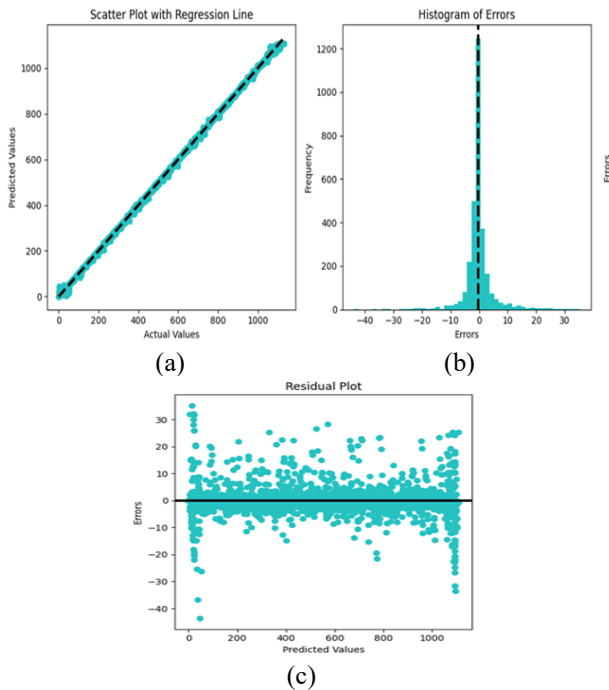 Scatter Plot with Regression Line
Predicted Values
1000
800
600
400
200
0
0 200 400 600 800 1000
Actual Values
(a)
Histogram of Errors
Frequency
1200
1000
800
600
400
200
0
-40 -30 -20 -10 0 10 20 30
Errors
Errors
(b)
Residual Plot
Errors
30
20
10
0
-10
-20
-30
-40
0 200 400 600 800 1000
Predicted Values
(c)